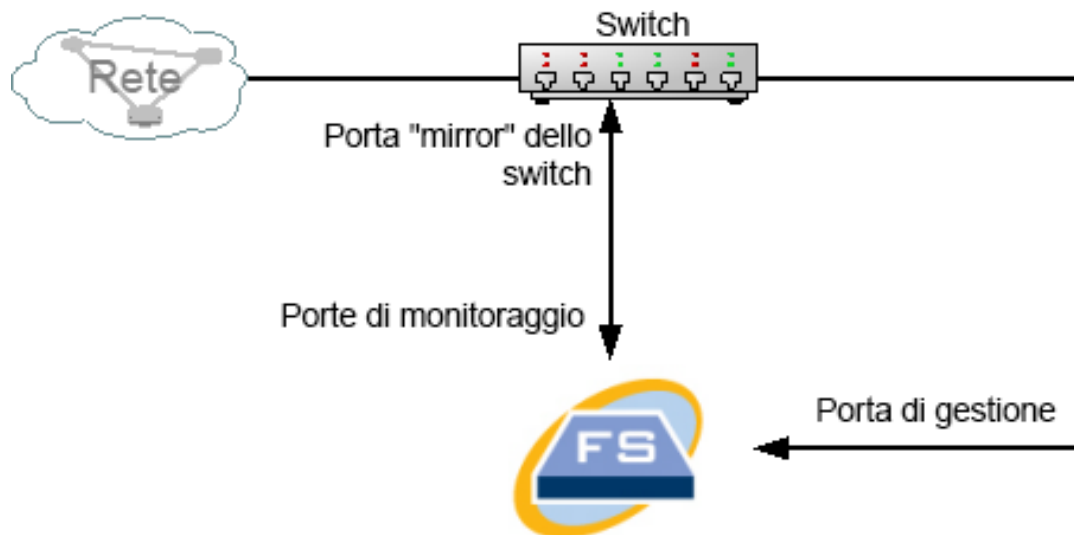 Switch
Rete
Porta "mirror" dello
switch
Porte di monitoraggio
Porta di gestione
FS